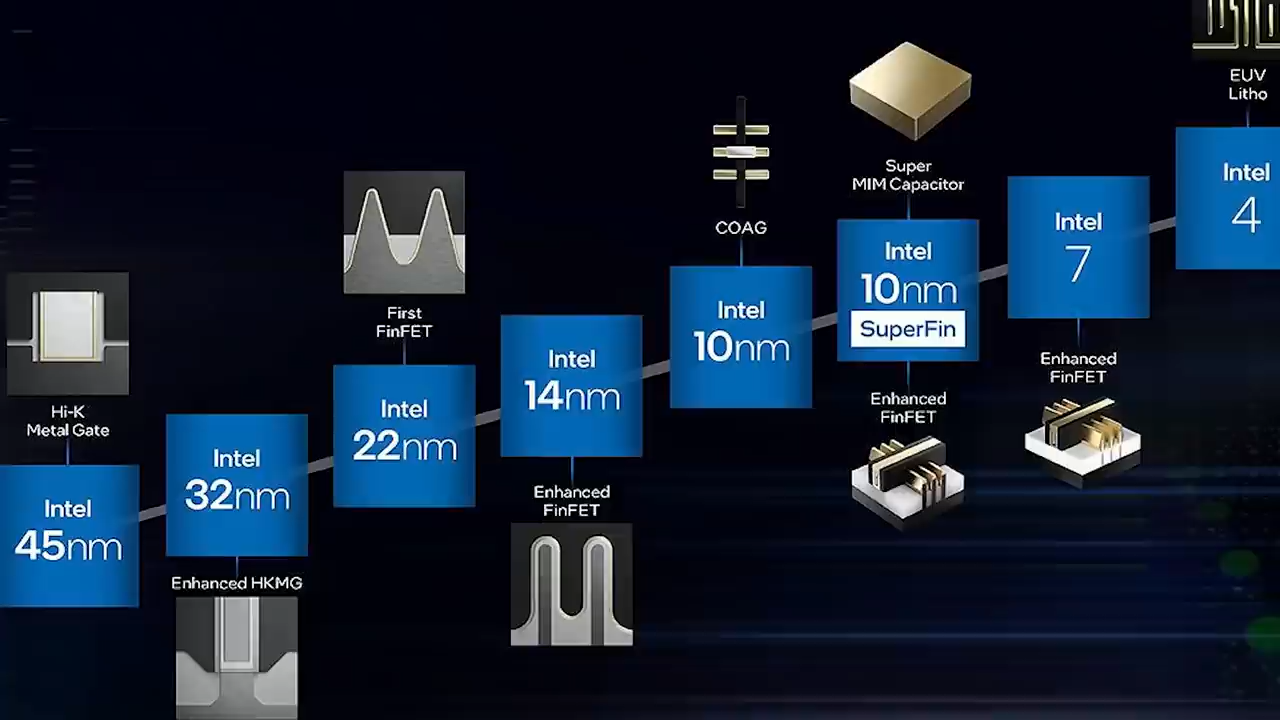 Hi-K
Metal Gate
Intel
45nm
Intel
32nm
Enhanced HKMG
First
FinFET
Intel
22nm
Intel
14nm
Enhanced
FinFET
COAG
Intel
10nm
Super
MIM Capacitor
Intel
10nm
SuperFin
Enhanced
FinFET
Intel
7
Enhanced
FinFET
EUV
Litho
Intel
4